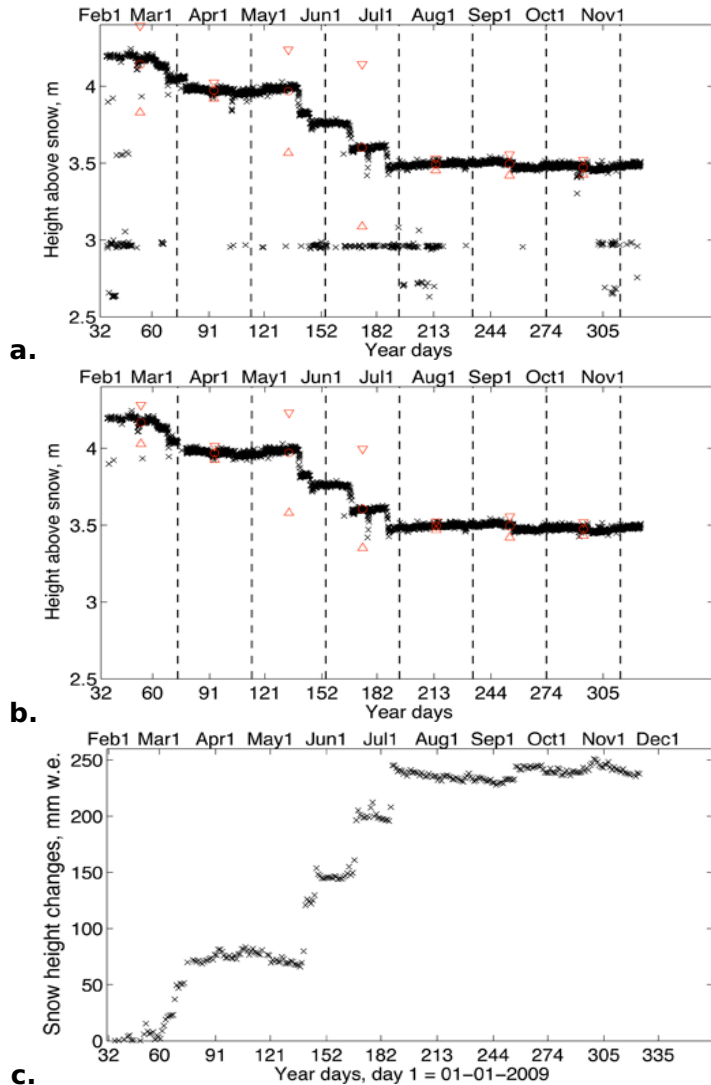 Feb1 Mar1 Apr1 May1 Jun1 Jul1 Aug1 Sep1 Oct1 Nov1
Height above snow, m
4
3.5
3
2.5
32 60 91 121 152 182 213 244 274 305
Year days
a.
Feb1 Mar1 Apr1 May1 Jun1 Jul1 Aug1 Sep1 Oct1 Nov1
Height above snow, m
4
3.5
3
2.5
32 60 91 121 152 182 213 244 274 305
Year days
b.
Feb1 Mar1 Apr1 May1 Jun1 Jul1 Aug1 Sep1 Oct1 Nov1 Dec1
Snow height changes, mm w.e.
250
200
150
100
50
0
32 60 91 121 152 182 213 244 274 305 335
Year days, day 1 = 01-01-2009
c.